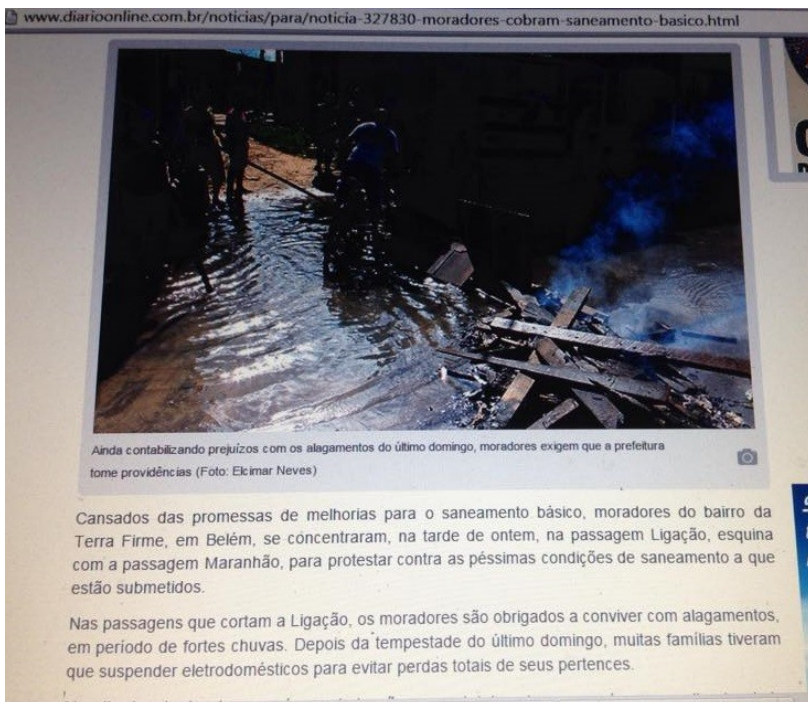 www.diarioonline.com.br/noticias/para/noticia-327830-moradores-cobram-saneamento-basico.html
Ainda contabilizando prejuízos com os alagamentos do último domingo, moradores exigem que a prefeitura
tome providências (Foto: Elcimar Neves)
Cansados das promessas de melhorias para o saneamento básico, moradores do bairro da
Terra Firme, em Belém, se concentraram, na tarde de ontem, na passagem Ligação, esquina
com a passagem Maranhão, para protestar contra as péssimas condições de saneamento a que
estão submetidos.
Nas passagens que cortam a Ligação, os moradores são obrigados a conviver com alagamentos,
em período de fortes chuvas. Depois da tempestade do último domingo, muitas famílias tiveram
que suspender eletrodomésticos para evitar perdas totais de seus pertences.